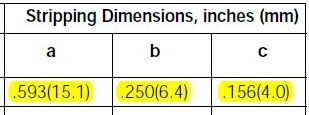 Stripping Dimensions, inches (mm)
a b c
.593(15.1) .250(6.4) .156(4.0)